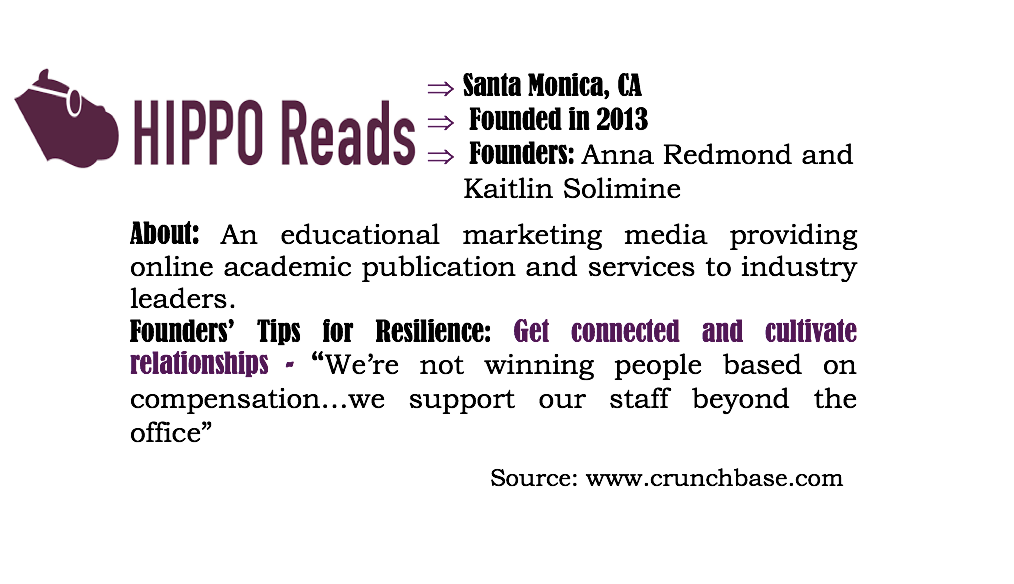 HIPPO Reads
⇒ Santa Monica, CA
⇒ Founded in 2013
⇒ Founders: Anna Redmond and
Kaitlin Solimine
About: An educational marketing media providing
online academic publication and services to industry
leaders.
Founders’ Tips for Resilience: Get connected and cultivate
relationships - “We’re not winning people based on
compensation…we support our staff beyond the
office”
Source: www.crunchbase.com